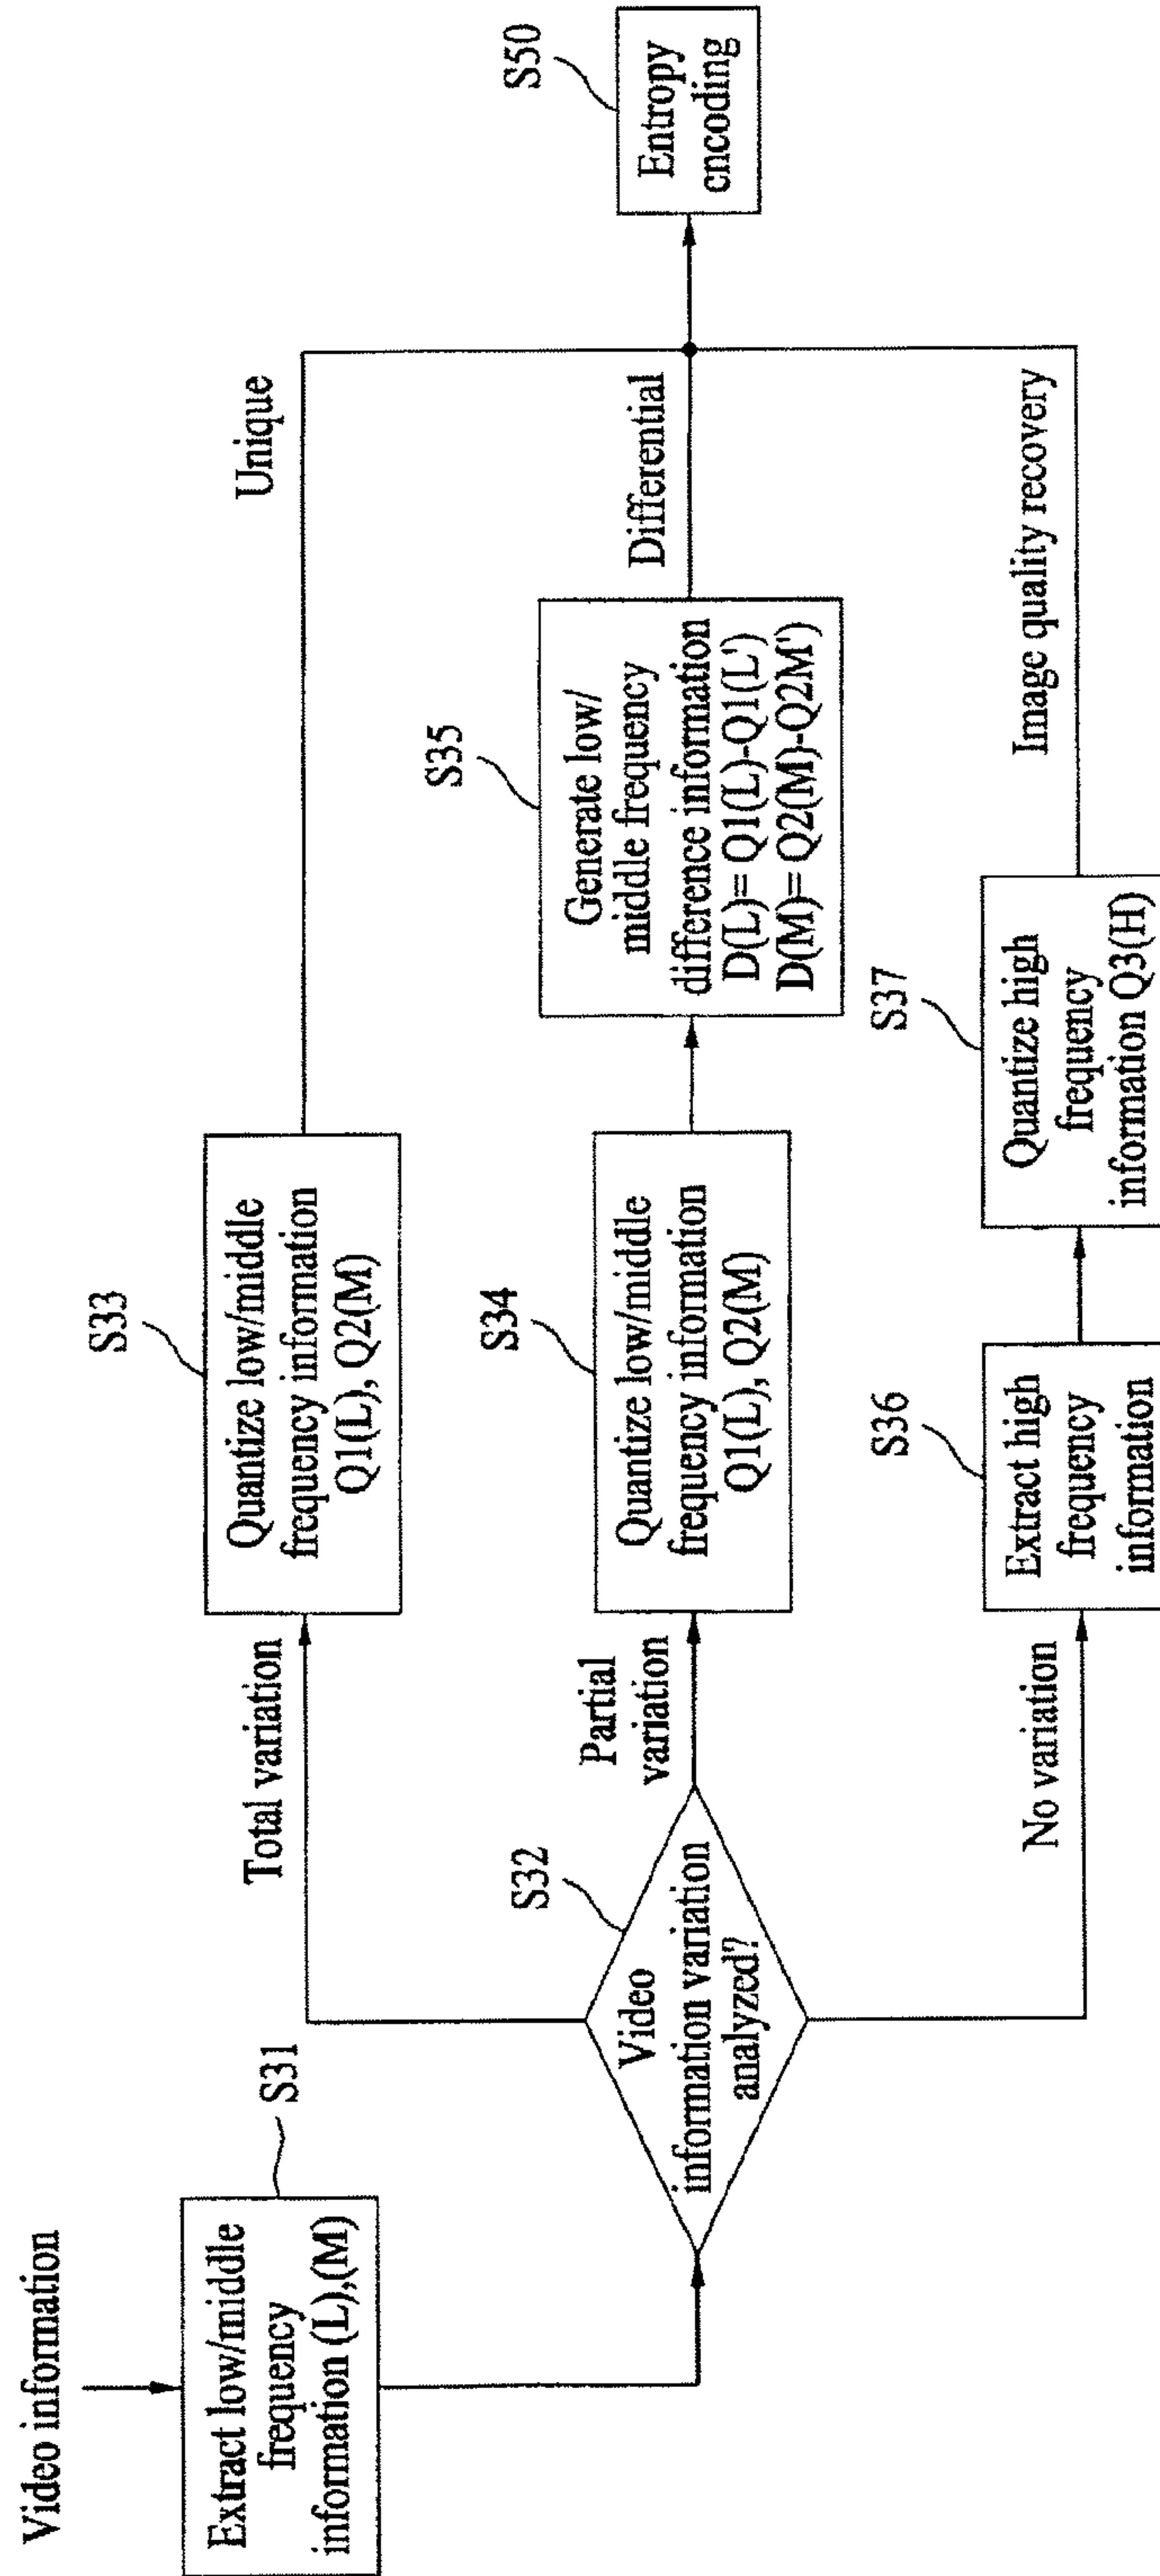 Video information
S31
Extract low/middle
frequency
information (L),(M)
S32
Video
information variation
analyzed?
Total variation
S33
Quantize low/middle
frequency information
Q1(L), Q2(M)
Unique
Partial
variation
S34
Quantize low/middle
frequency information
Q1(L), Q2(M)
S35
Generate low/
middle frequency
difference information
D(L)= Q1(L)-Q1(L')
D(M)= Q2(M)-Q2M')
Differential
No variation
S36
Extract high
frequency
information
S37
Quantize high
frequency
information Q3(H)
Image quality recovery
S50
Entropy
encoding